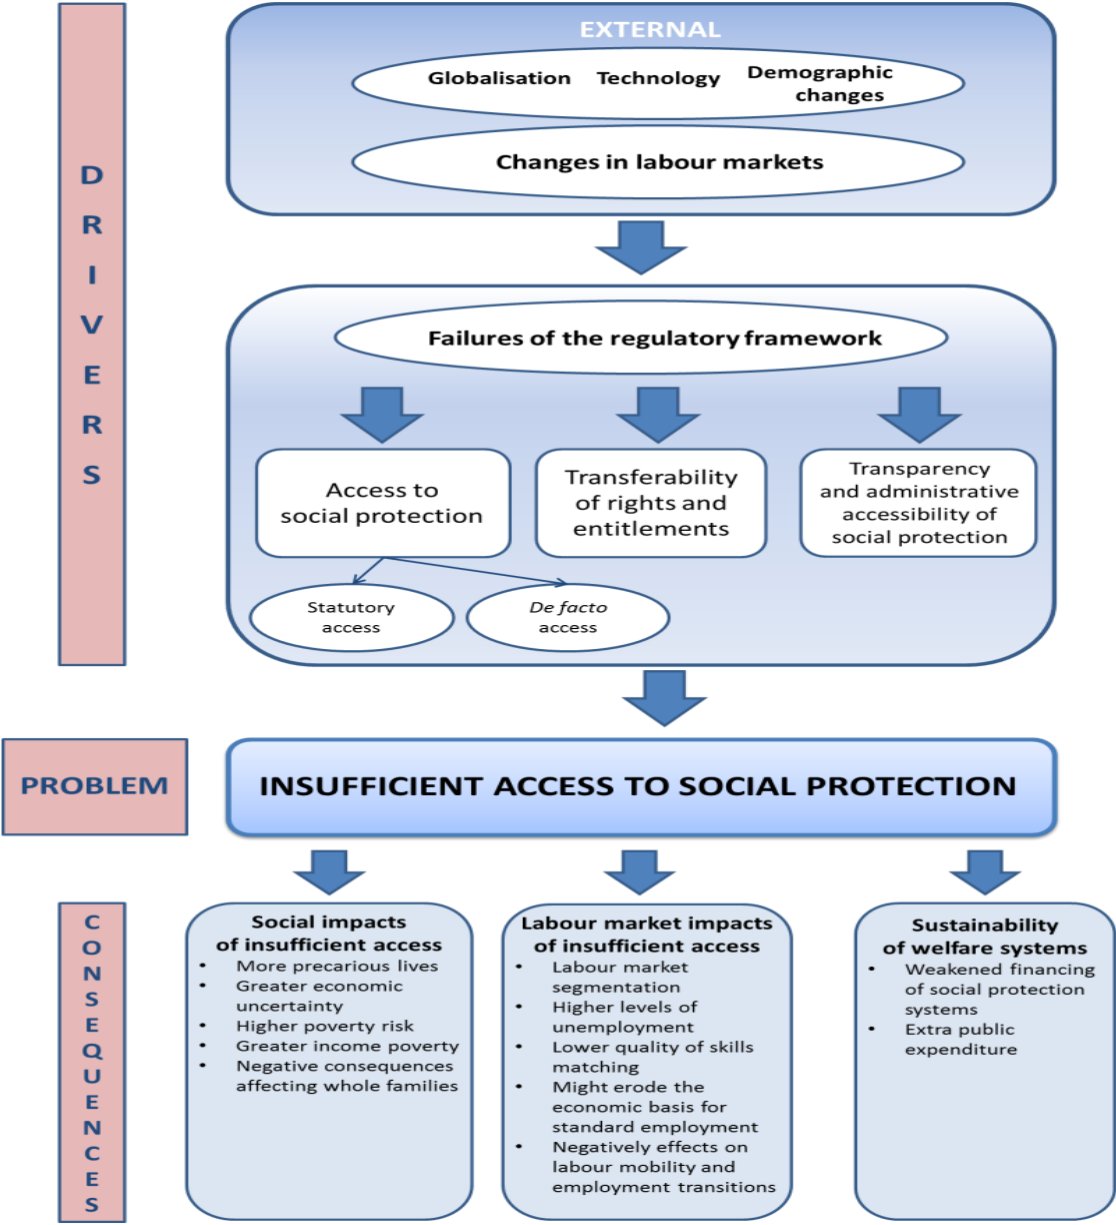 DRIVERS
EXTERNAL
Globalisation Technology Demographic
changes
Changes in labour markets
Failures of the regulatory framework
Access to
social protection
Transferability
of rights and
entitlements
Transparency
and administrative
accessibility of
social protection
Statutory
access
De facto
access
PROBLEM
INSUFFICIENT ACCESS TO SOCIAL PROTECTION
CONSEQUENCES
Social impacts
of insufficient access
• More precarious lives
• Greater economic
uncertainty
• Higher poverty risk
• Greater income poverty
• Negative consequences
affecting whole families
Labour market impacts
of insufficient access
• Labour market
segmentation
• Higher levels of
unemployment
• Lower quality of skills
matching
• Might erode the
economic basis for
standard employment
• Negatively effects on
labour mobility and
employment transitions
Sustainability
of welfare systems
• Weakened financing
of social protection
systems
• Extra public
expenditure